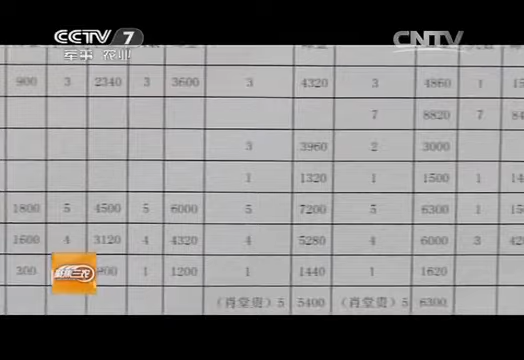 CCTV 7
军事 农业
CNTV
900 3 2340 3 3600 3 4320 3 4860 1
7 8820 7
3 3960 2 3000
1 1320 1 1500 1
1800 5 4500 5 6000 5 7200 5 6300 1
1600 4 3120 4 4320 4 5280 4 6000 3
300 1 1200 1 1440 1 1620
(肖堂贵)5 5400 (肖堂贵)5 6300